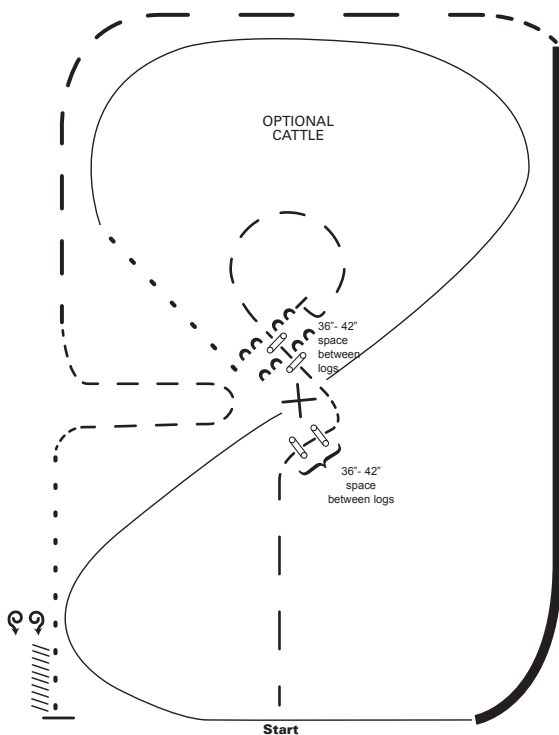 OPTIONAL
CATTLE
36”- 42”
space
between
logs
36”- 42”
space
between logs
Start